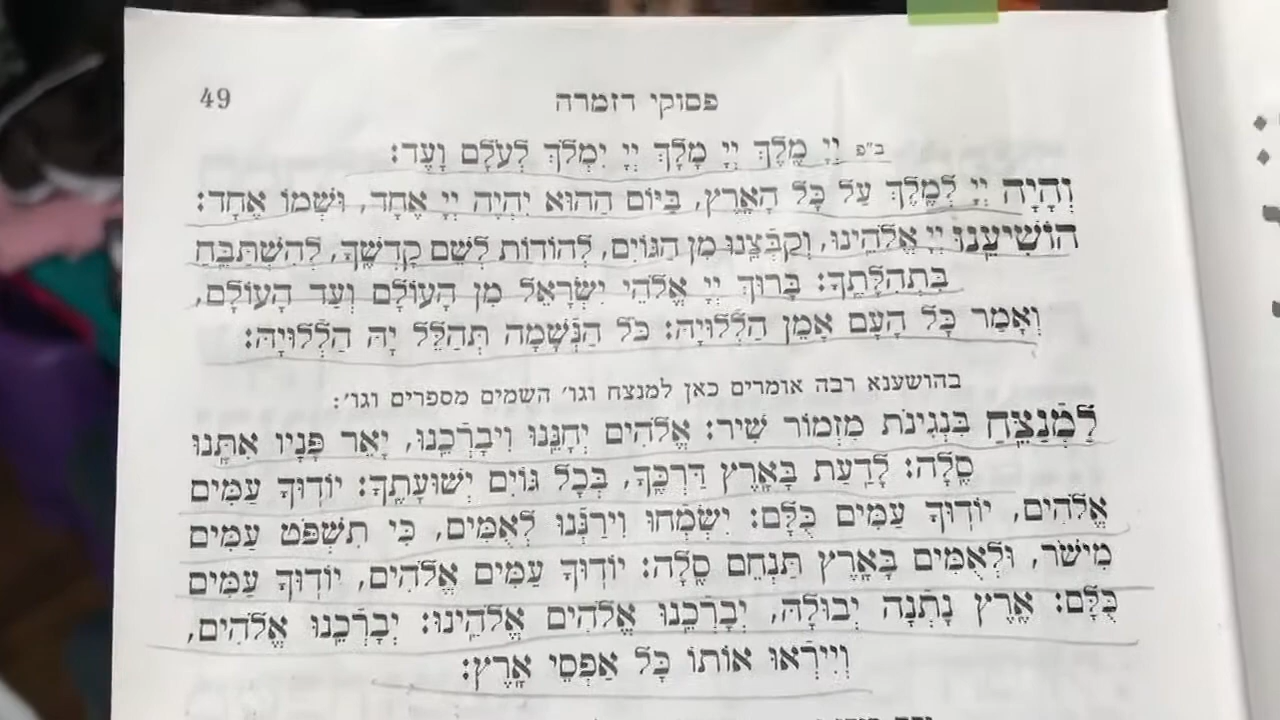 פסוקי דזמרה 49
ב"פ יְיָ מֶלֶךְ יְיָ מָלָךְ יְיָ יִמְלֹךְ לְעֹלָם וָעֶד:
וְהָיָה יְיָ לְמֶלֶךְ עַל כָּל הָאָרֶץ, בַּיּוֹם הַהוּא יִהְיֶה יְיָ אֶחָד, וּשְׁמוֹ אֶחָד:
הוֹשִׁיעֵנוּ יְיָ אֱלֹהֵינוּ, וְקַבְּצֵנוּ מִן הַגּוֹיִם, לְהוֹדוֹת לְשֵׁם קָדְשֶׁךָ, לְהִשְׁתַּבֵּחַ
בִּתְהִלָּתֶךָ: בָּרוּךְ יְיָ אֱלֹהֵי יִשְׂרָאֵל מִן הָעוֹלָם וְעַד הָעוֹלָם,
וְאָמַר כָּל הָעָם אָמֵן הַלְלוּיָהּ: כֹּל הַנְּשָׁמָה תְּהַלֵּל יָהּ הַלְלוּיָהּ:
בהושענא רבה אומרים כאן למנצח וגו׳ השמים מספרים וגו׳:
לַמְנַצֵּחַ בִּנְגִינֹת מִזְמוֹר שִׁיר: אֱלֹהִים יְחָנֵּנוּ וִיבָרְכֵנוּ, יָאֵר פָּנָיו אִתָּנוּ
סֶלָה: לָדַעַת בָּאָרֶץ דַּרְכֶּךָ, בְּכָל גּוֹיִם יְשׁוּעָתֶךָ: יוֹדוּךָ עַמִּים
אֱלֹהִים, יוֹדוּךָ עַמִּים כֻּלָּם: יִשְׂמְחוּ וִירַנְּנוּ לְאֻמִּים, כִּי תִשְׁפֹּט עַמִּים
מִישֹׁר, וּלְאֻמִּים בָּאָרֶץ תַּנְחֵם סֶלָה: יוֹדוּךָ עַמִּים אֱלֹהִים, יוֹדוּךָ עַמִּים
כֻּלָּם: אֶרֶץ נָתְנָה יְבוּלָהּ, יְבָרְכֵנוּ אֱלֹהִים אֱלֹהֵינוּ: יְבָרְכֵנוּ אֱלֹהִים,
וְיִירְאוּ אוֹתוֹ כָּל אַפְסֵי אָרֶץ: